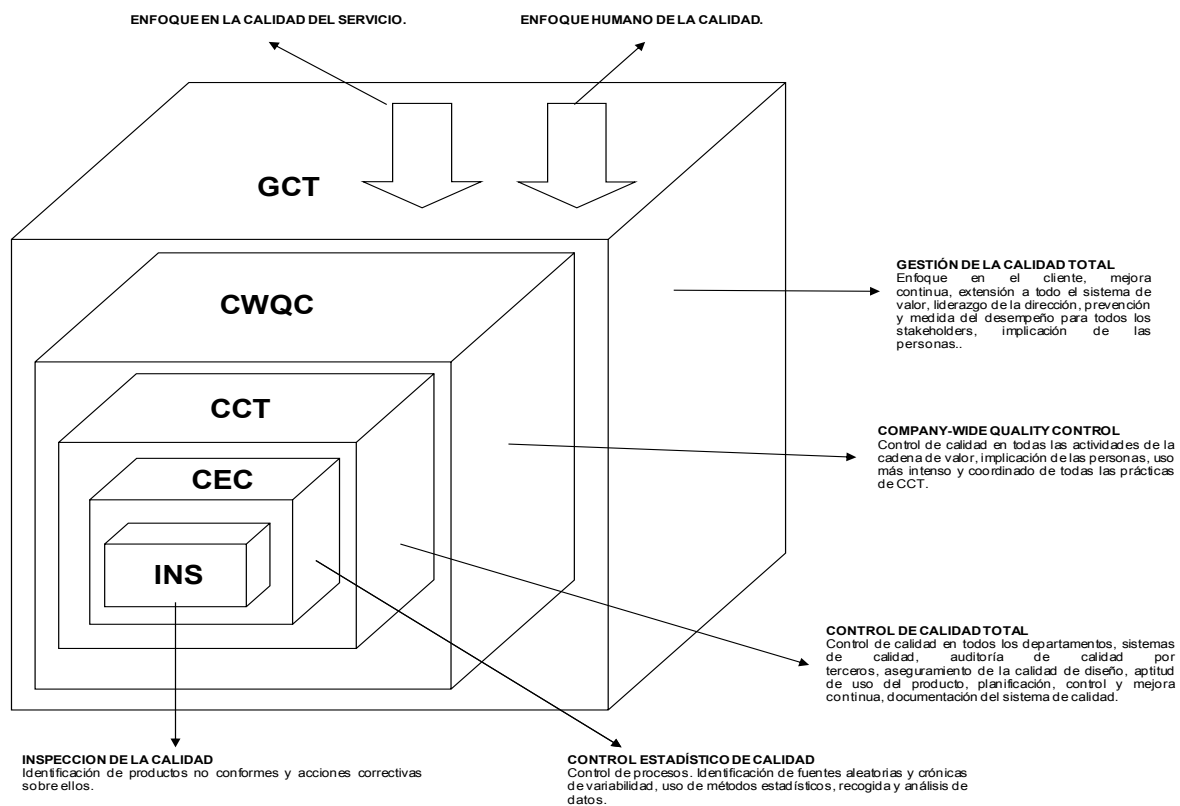 ENFOQUE EN LA CALIDAD DEL SERVICIO.
ENFOQUE HUMANO DE LA CALIDAD.
GCT
CWQC
CCT
CEC
INS
GESTIÓN DE LA CALIDAD TOTAL
Enfoque en el cliente, mejora
continua, extensión a todo el sistema de
valor, liderazgo de la dirección, prevención
y medida del desempeño para todos los
stakeholders, implicación de las
personas..
COMPANY-WIDE QUALITY CONTROL
Control de calidad en todas las actividades de la
cadena de valor, implicación de las personas, uso
más intenso y coordinado de todas las prácticas
de CCT.
CONTROL DE CALIDAD TOTAL
Control de calidad en todos los departamentos, sistemas
de calidad, auditoría de calidad por
terceros, aseguramiento de la calidad de diseño, aptitud
de uso del producto, planificación, control y mejora
continua, documentación del sistema de calidad.
INSPECCION DE LA CALIDAD
Identificación de productos no conformes y acciones correctivas
sobre ellos.
CONTROL ESTADÍSTICO DE CALIDAD
Control de procesos. Identificación de fuentes aleatorias y crónicas
de variabilidad, uso de métodos estadísticos, recogida y análisis de
datos.